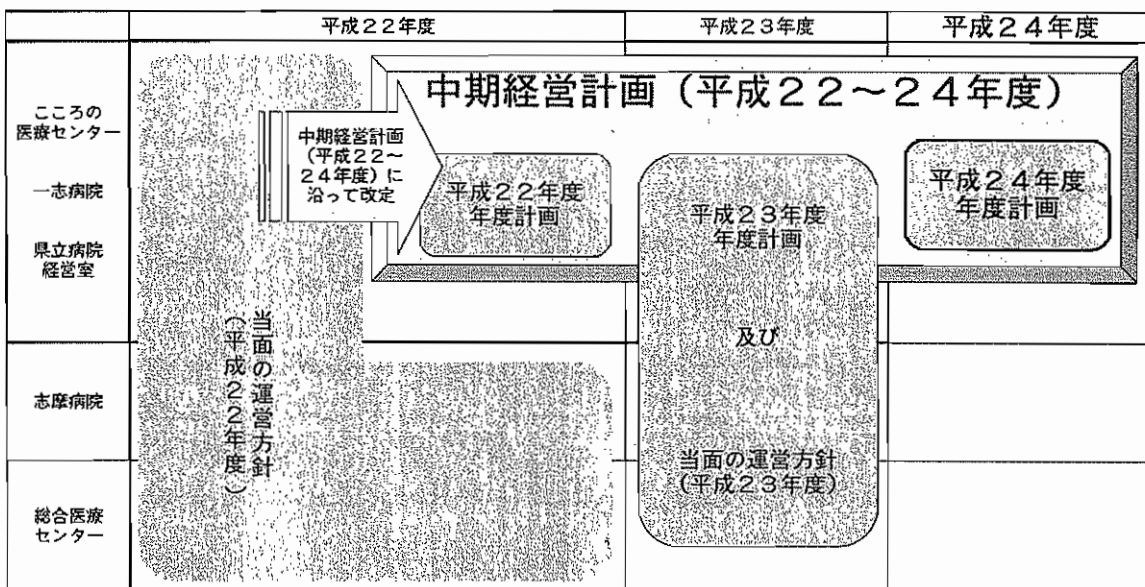 平成22年度
平成23年度
平成24年度
こころの
医療センター
一志病院
県立病院
経営室
志摩病院
総合医療
センター
中期経営計画（平成22～24年度）
中期経営計画
（平成22～
24年度）に
沿って改定
平成22年度
年度計画
平成23年度
年度計画
及び
当面の運営方針
（平成23年度）
平成24年度
年度計画
当面の運営方針
（平成22年度）